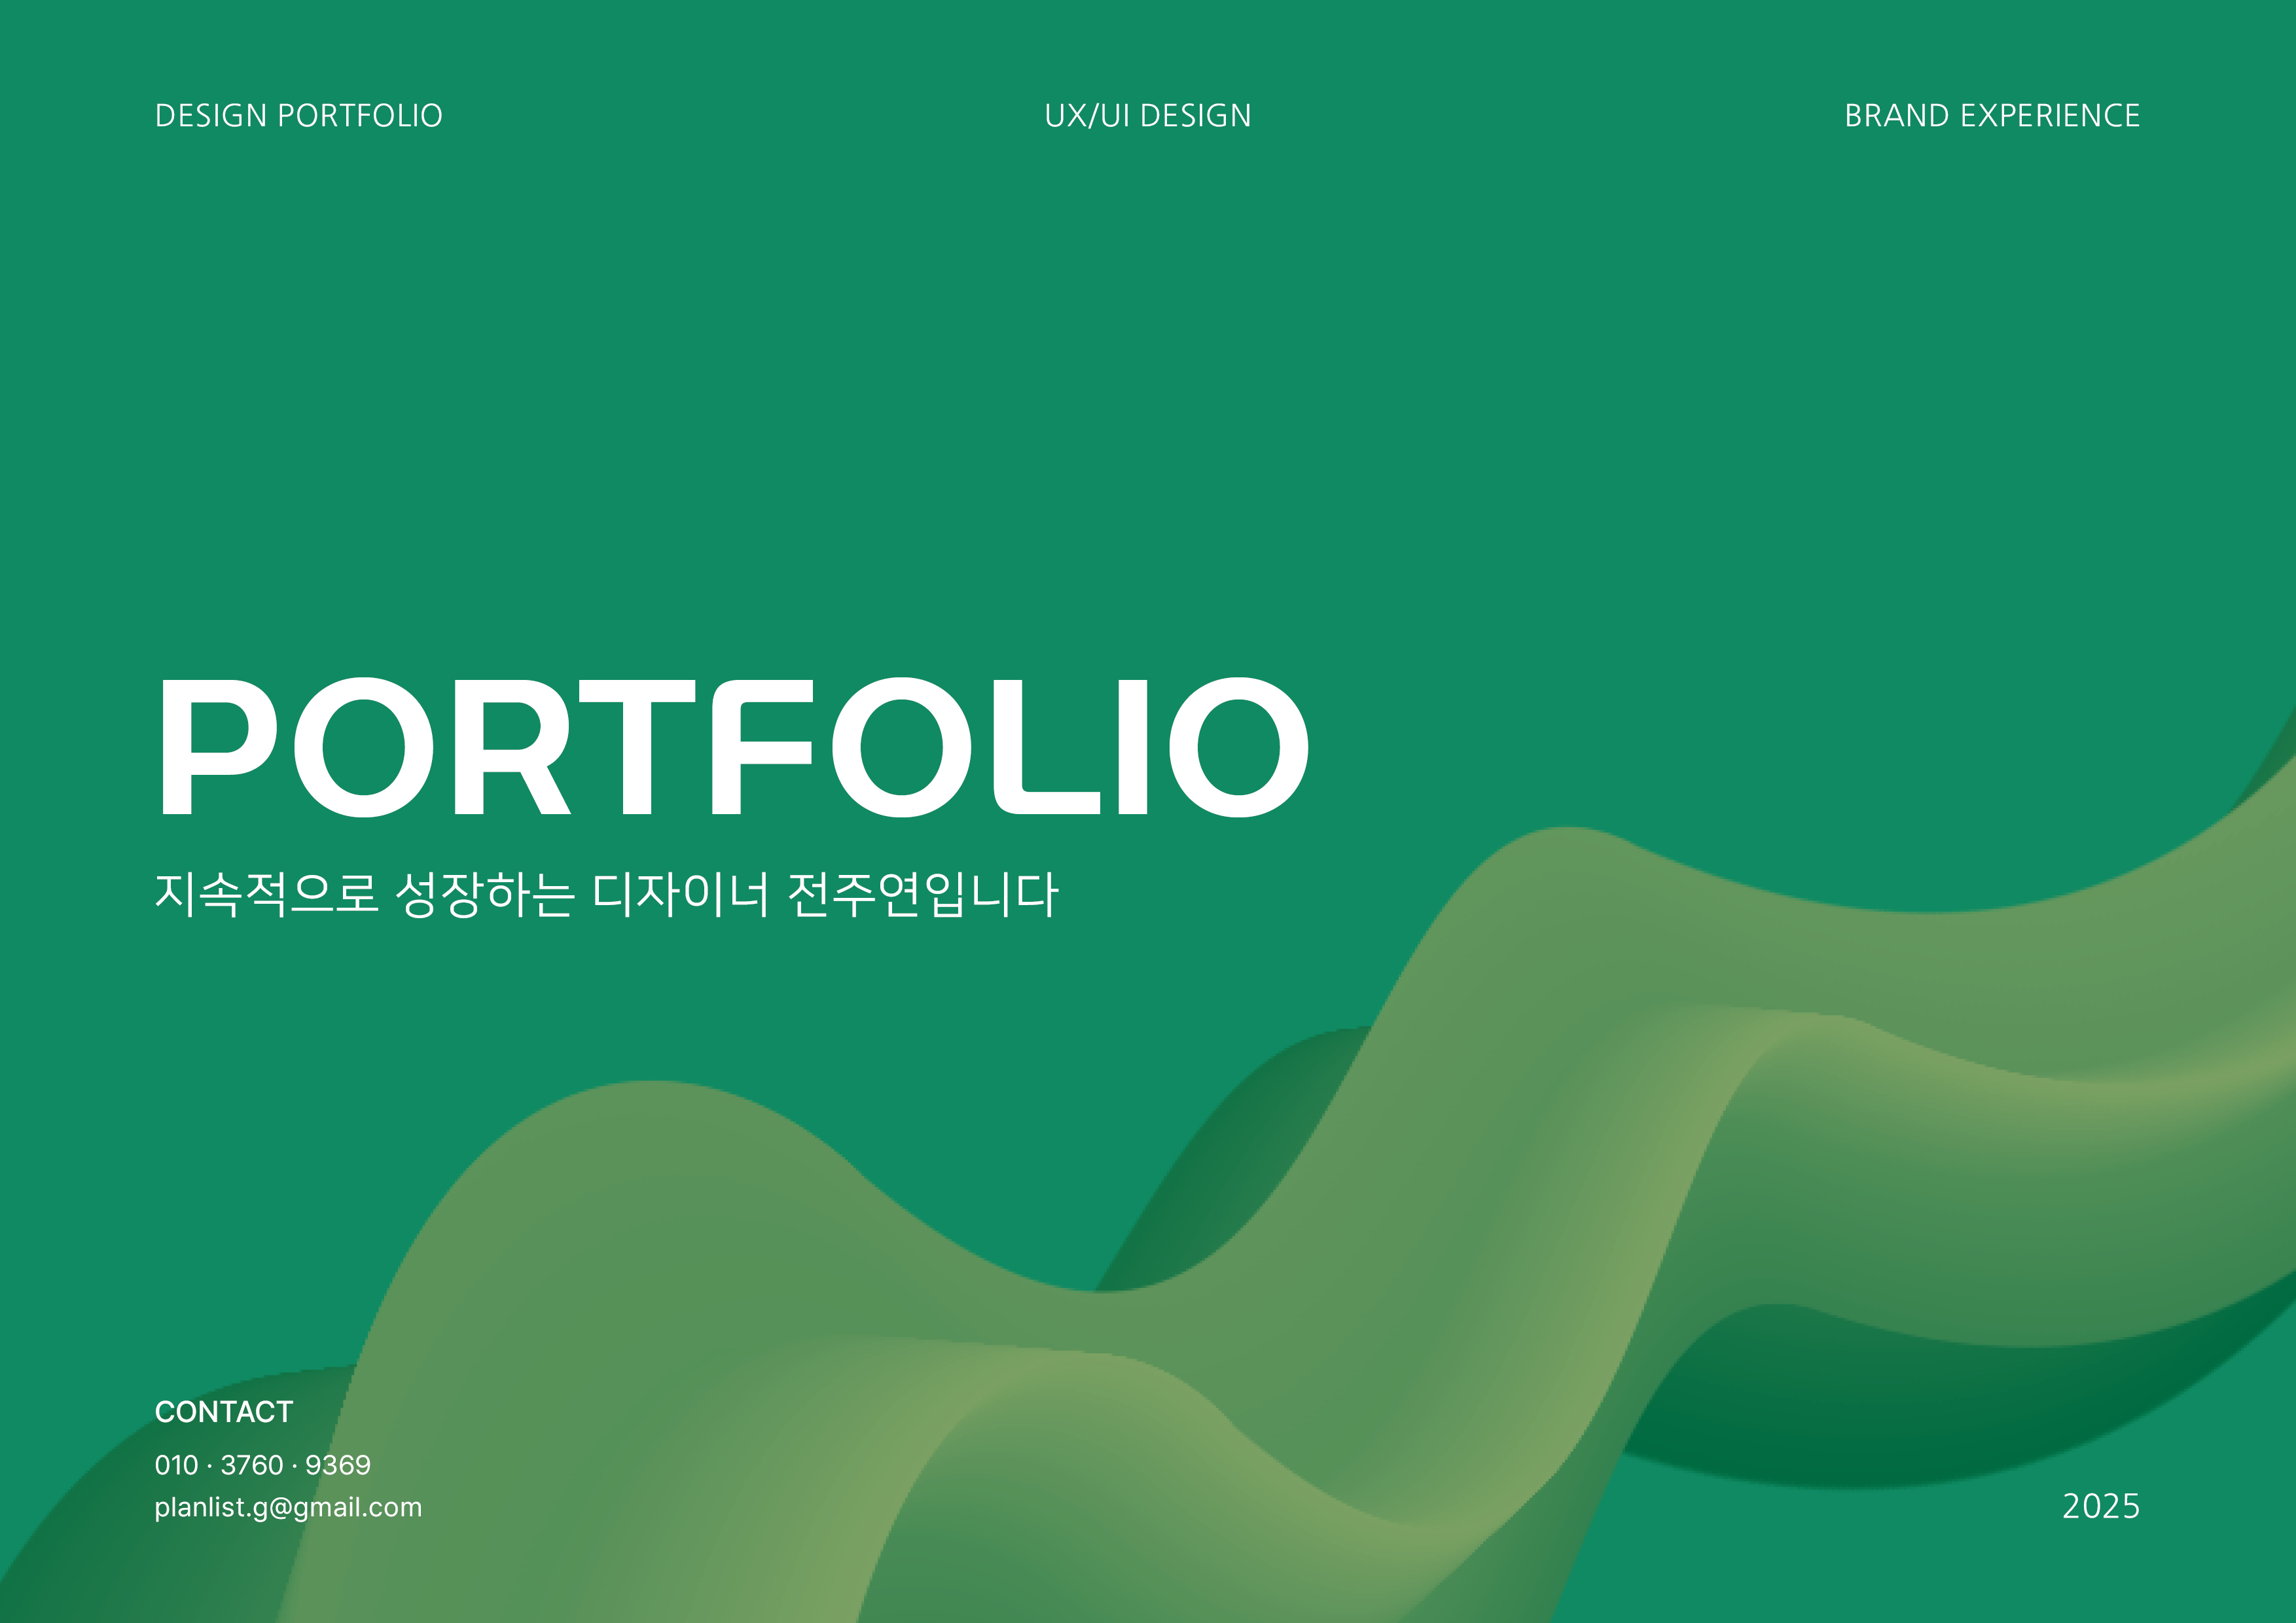 DESIGN PORTFOLIO
UX/UI DESIGN
BRAND EXPERIENCE
PORTFOLIO
지속적으로 성장하는 디자이너 전주연입니다
CONTACT
010 · 3760 · 9369
planlist.g@gmail.com
2025